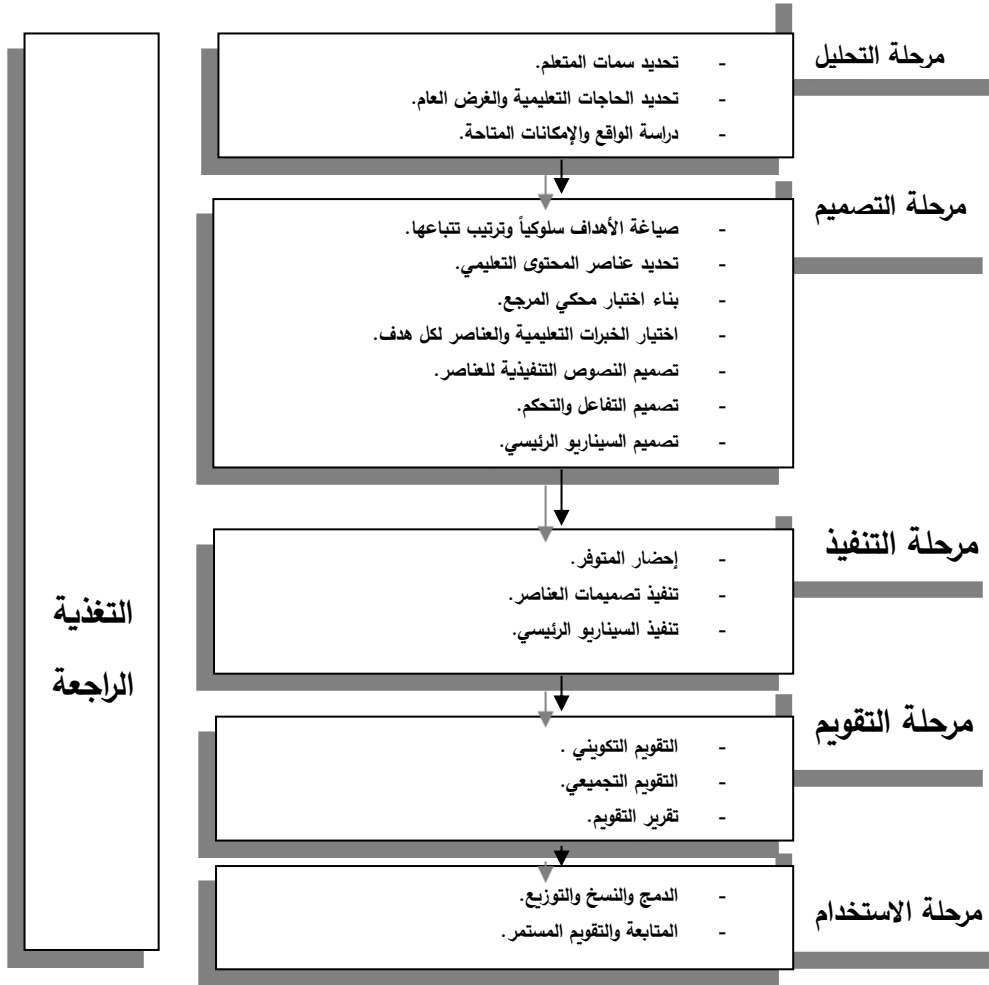 مرحلة التحليل
- تحديد سمات المتعلم.
- تحديد الحاجات التعليمية والغرض العام.
- دراسة الواقع والإمكانات المتاحة.
مرحلة التصميم
- صياغة الأهداف سلوكياً وترتيب تتباعها.
- تحديد عناصر المحتوى التعليمي.
- بناء اختبار محكي المرجع.
- اختيار الخبرات التعليمية والعناصر لكل هدف.
- تصميم النصوص التنفيذية للعناصر.
- تصميم التفاعل والتحكم.
- تصميم السيناريو الرئيسي.
مرحلة التنفيذ
- إحضار المتوفر.
- تنفيذ تصميمات العناصر.
- تنفيذ السيناريو الرئيسي.
مرحلة التقويم
- التقويم التكويني .
- التقويم التجميعي.
- تقرير التقويم.
مرحلة الاستخدام
- الدمج والنسخ والتوزيع.
- المتابعة والتقويم المستمر.
التغذية
الراجعة